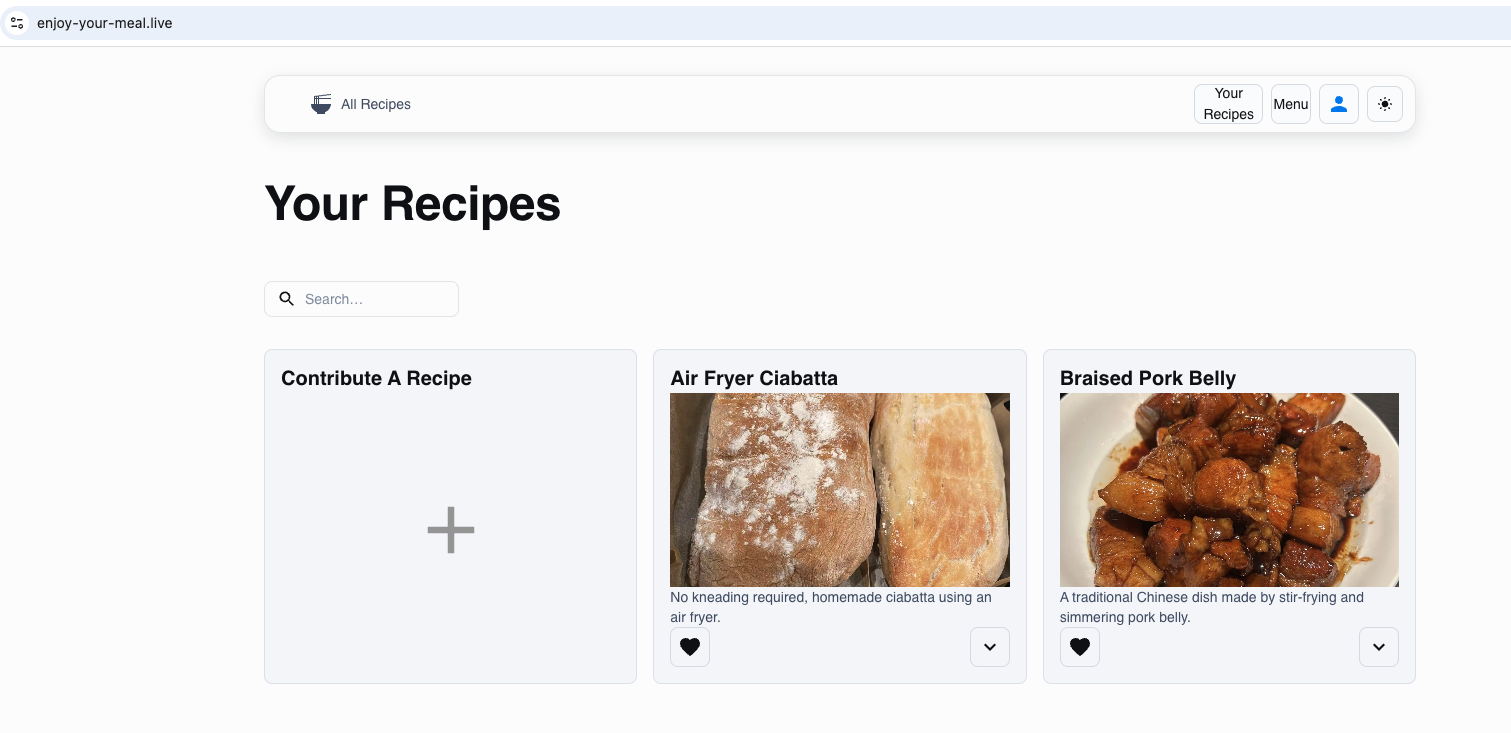 enjoy-your-meal.live
All Recipes
Your
Recipes
Menu
Your Recipes
Search…
Contribute A Recipe
Air Fryer Ciabatta
No kneading required, homemade ciabatta using an
air fryer.
Braised Pork Belly
A traditional Chinese dish made by stir-frying and
simmering pork belly.